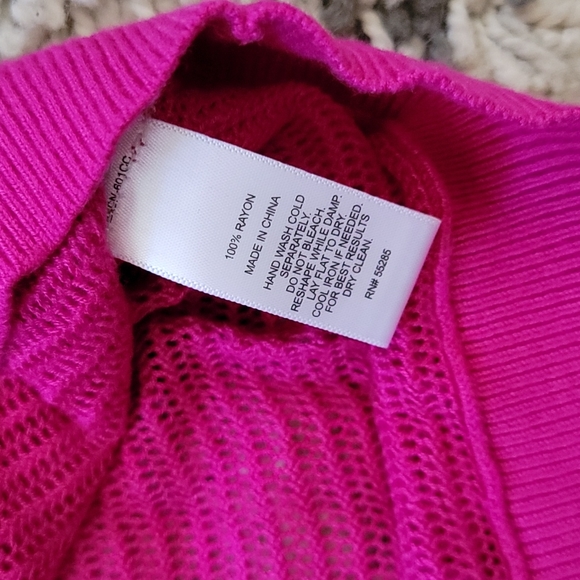 100% RAYON
MADE IN CHINA
HAND WASH COLD
SEPARATELY.
DO NOT BLEACH.
RESHAPE WHILE DAMP.
LAY FLAT TO DRY.
COOL IRON, IF NEEDED.
FOR BEST RESULTS
DRY CLEAN.
RN# 55285